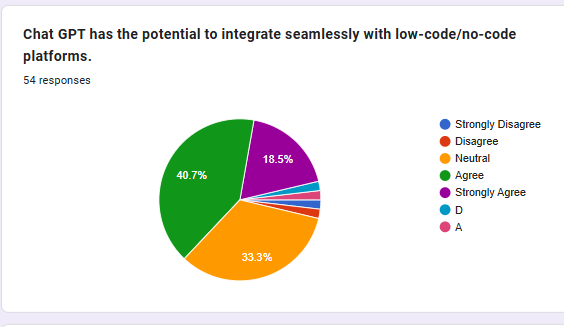 Chat GPT has the potential to integrate seamlessly with low-code/no-code
platforms.
54 responses
18.5%
40.7%
33.3%
Strongly Disagree
Disagree
Neutral
Agree
Strongly Agree
D
A